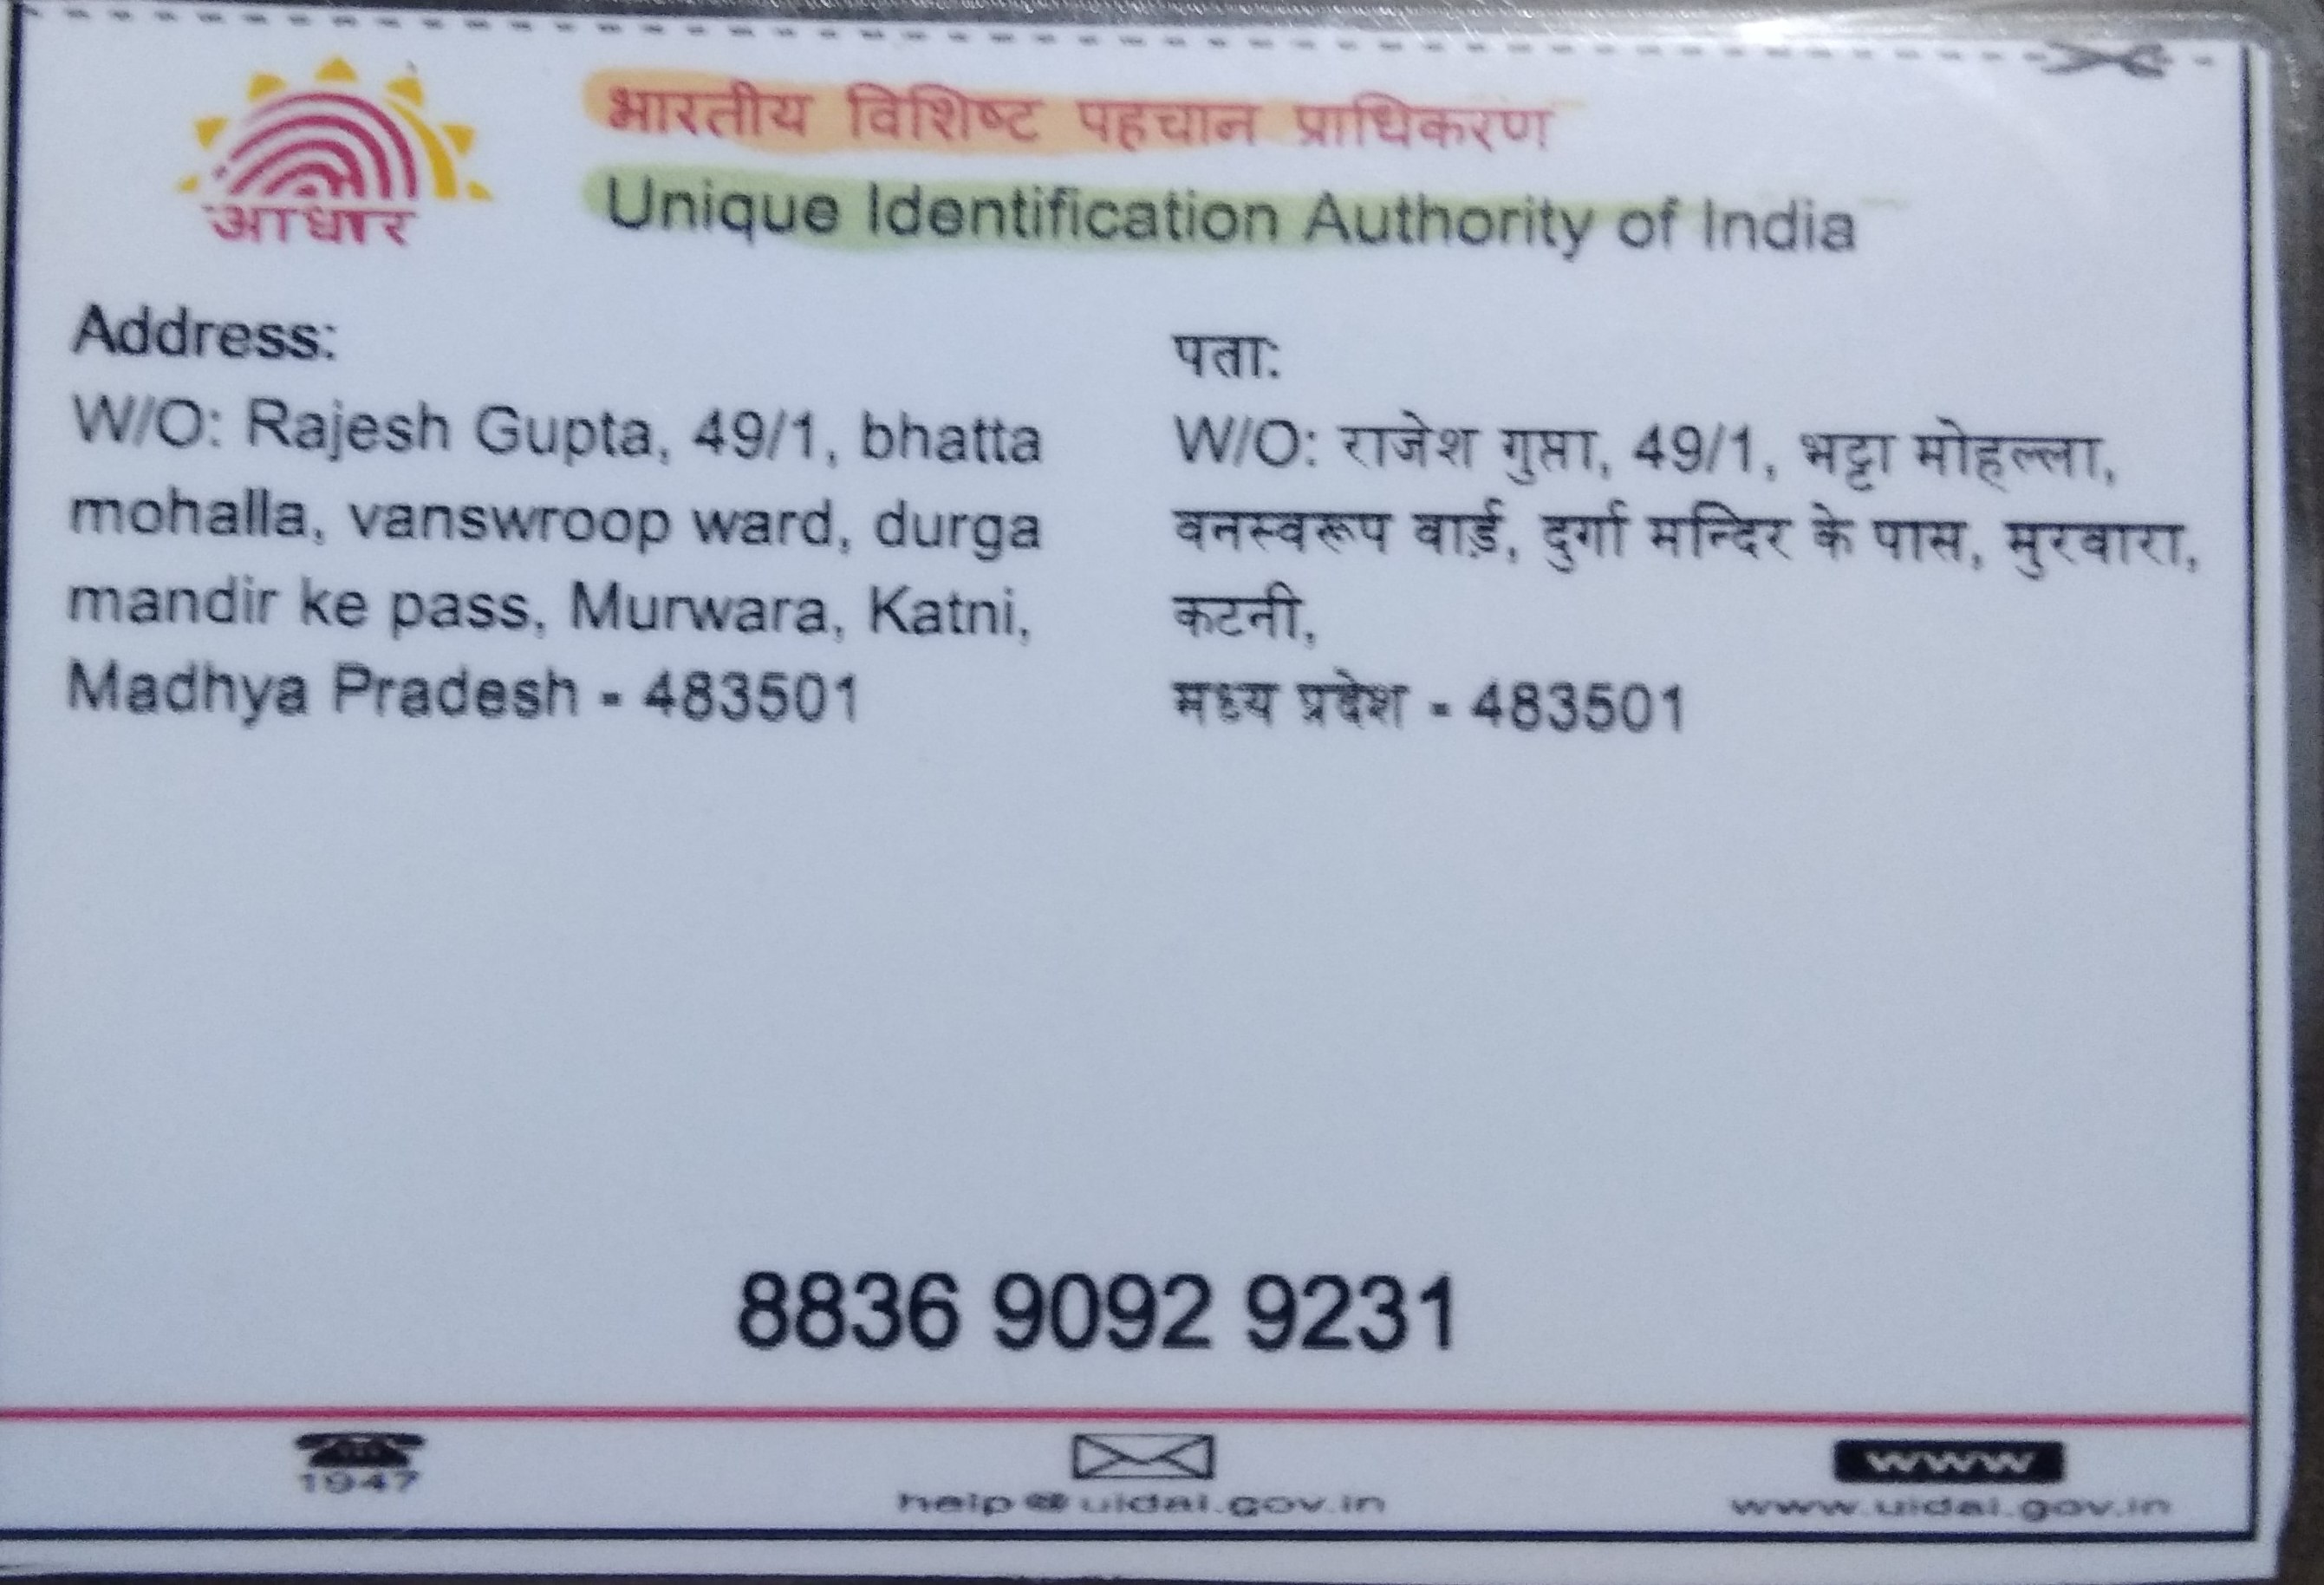 आधार
भारतीय विशिष्ट पहचान प्राधिकरण
Unique Identification Authority of India
Address:
W/O: Rajesh Gupta, 49/1, bhatta
mohalla, vanswroop ward, durga
mandir ke pass, Murwara, Katni,
Madhya Pradesh - 483501
पता:
W/O: राजेश गुप्ता, 49/1, भट्टा मोहल्ला,
वनस्वरूप वार्ड, दुर्गा मन्दिर के पास, मुरवारा,
कटनी,
मध्य प्रदेश - 483501
8836 9092 9231
1947
help@uidai.gov.in
www
www.uidai.gov.in